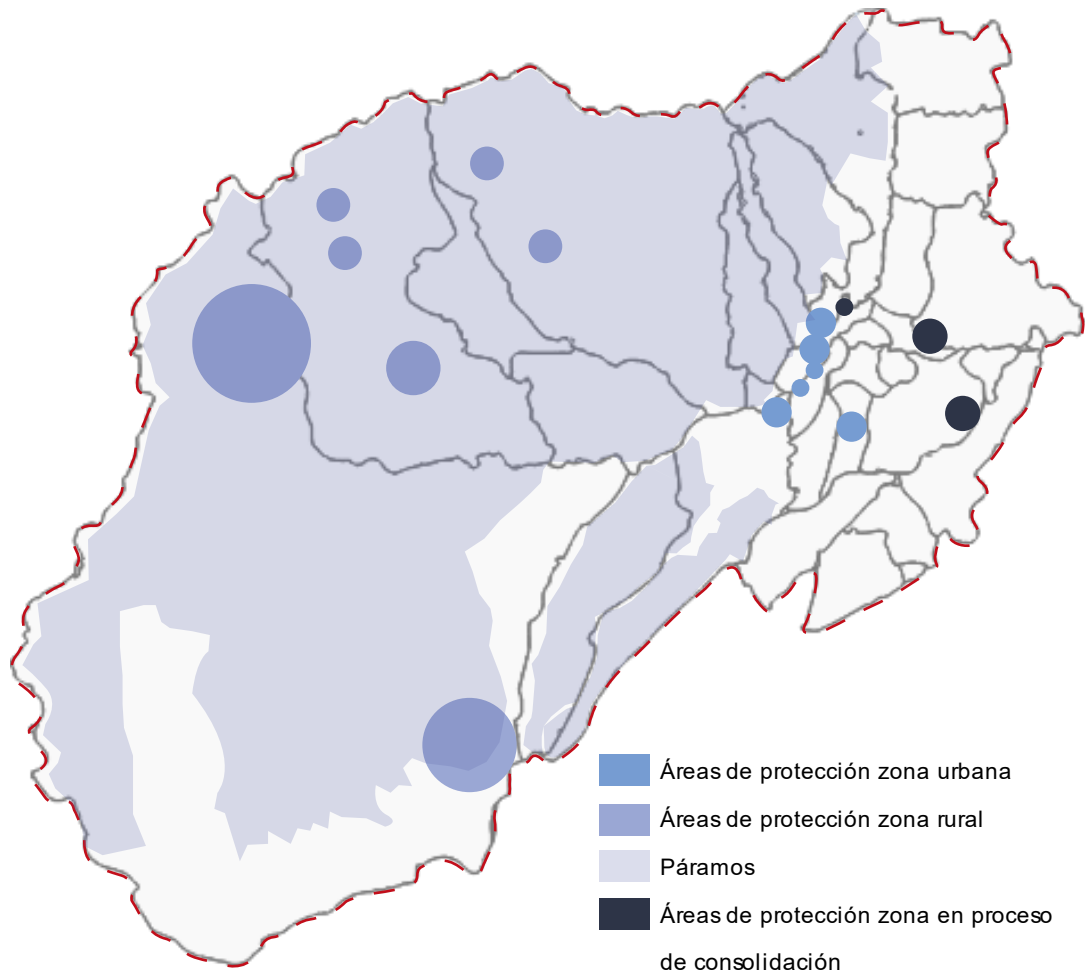 Áreas de protección zona urbana
Áreas de protección zona rural
Páramos
Áreas de protección zona en proceso
de consolidación